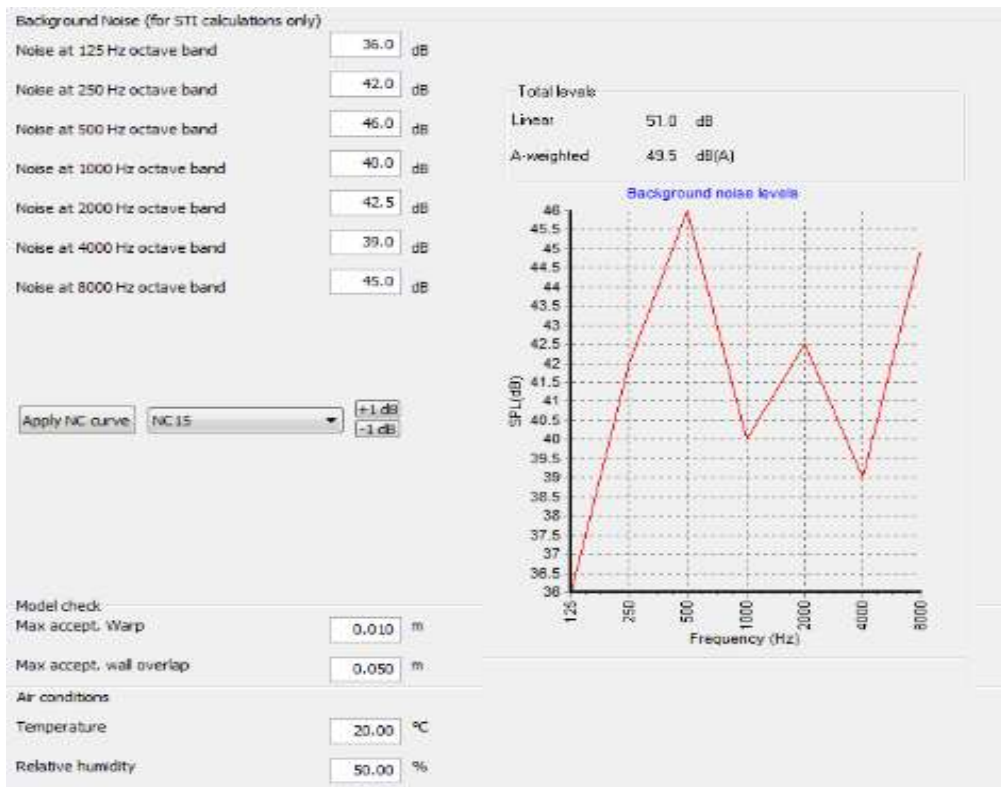 Background Noise (for STI calculations only)
Noise at 125 Hz octave band 36.0 dB
Noise at 250 Hz octave band 42.0 dB
Noise at 500 Hz octave band 46.0 dB
Noise at 1000 Hz octave band 40.0 dB
Noise at 2000 Hz octave band 42.5 dB
Noise at 4000 Hz octave band 39.0 dB
Noise at 8000 Hz octave band 45.0 dB
Apply NC curve NC 15 +1 dB
-1 dB
Total levels
Linear 51.0 dB
A-weighted 49.5 dB(A)
Background noise levels
46
45.5
45
44.5
44
43.5
43
42.5
42
41.5
41
40.5
40
39.5
39
38.5
38
37.5
37
36.5
36
SPL(dB)
125 250 500 1000 2000 4000 8000
Frequency (Hz)
Model check
Max accept. Warp 0.010 m
Max accept. wall overlap 0.050 m
Air conditions
Temperature 20.00 °C
Relative humidity 50.00 %